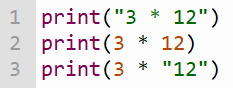 1 print("3 * 12")
2 print(3 * 12)
3 print(3 * "12")